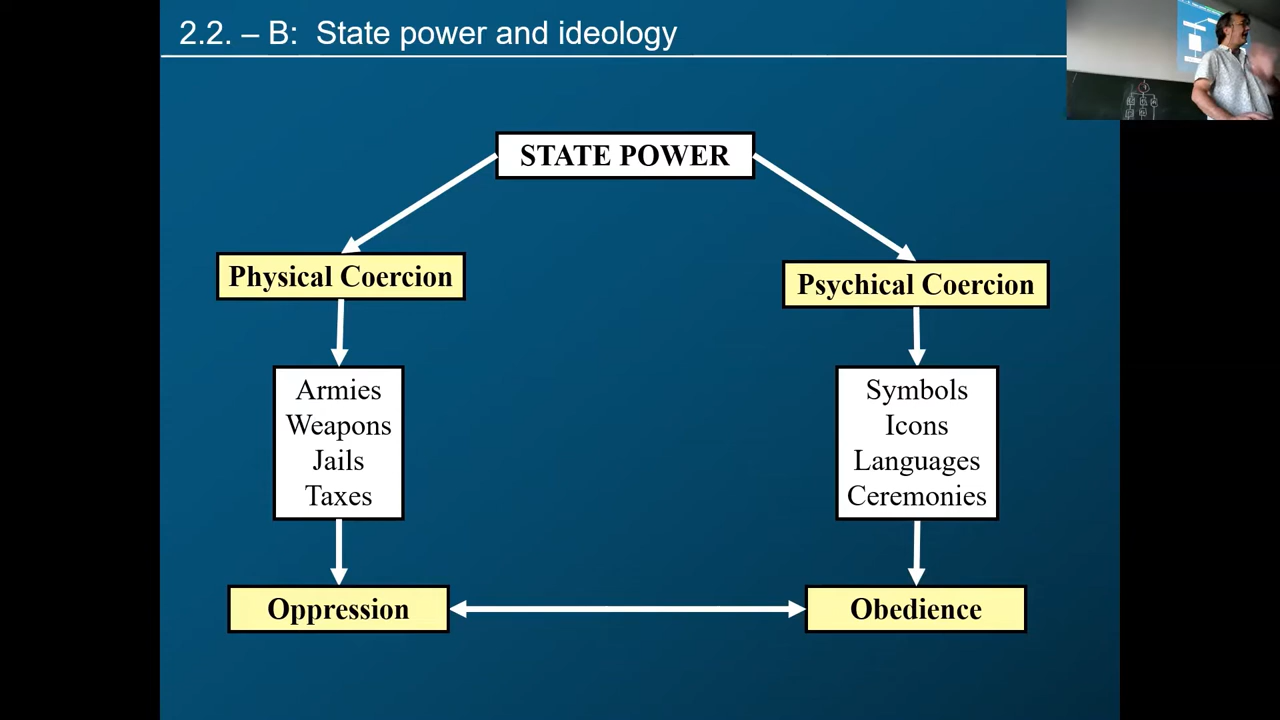 2.2. – B: State power and ideology
STATE POWER
Physical Coercion
Psychical Coercion
Armies
Weapons
Jails
Taxes
Symbols
Icons
Languages
Ceremonies
Oppression
Obedience